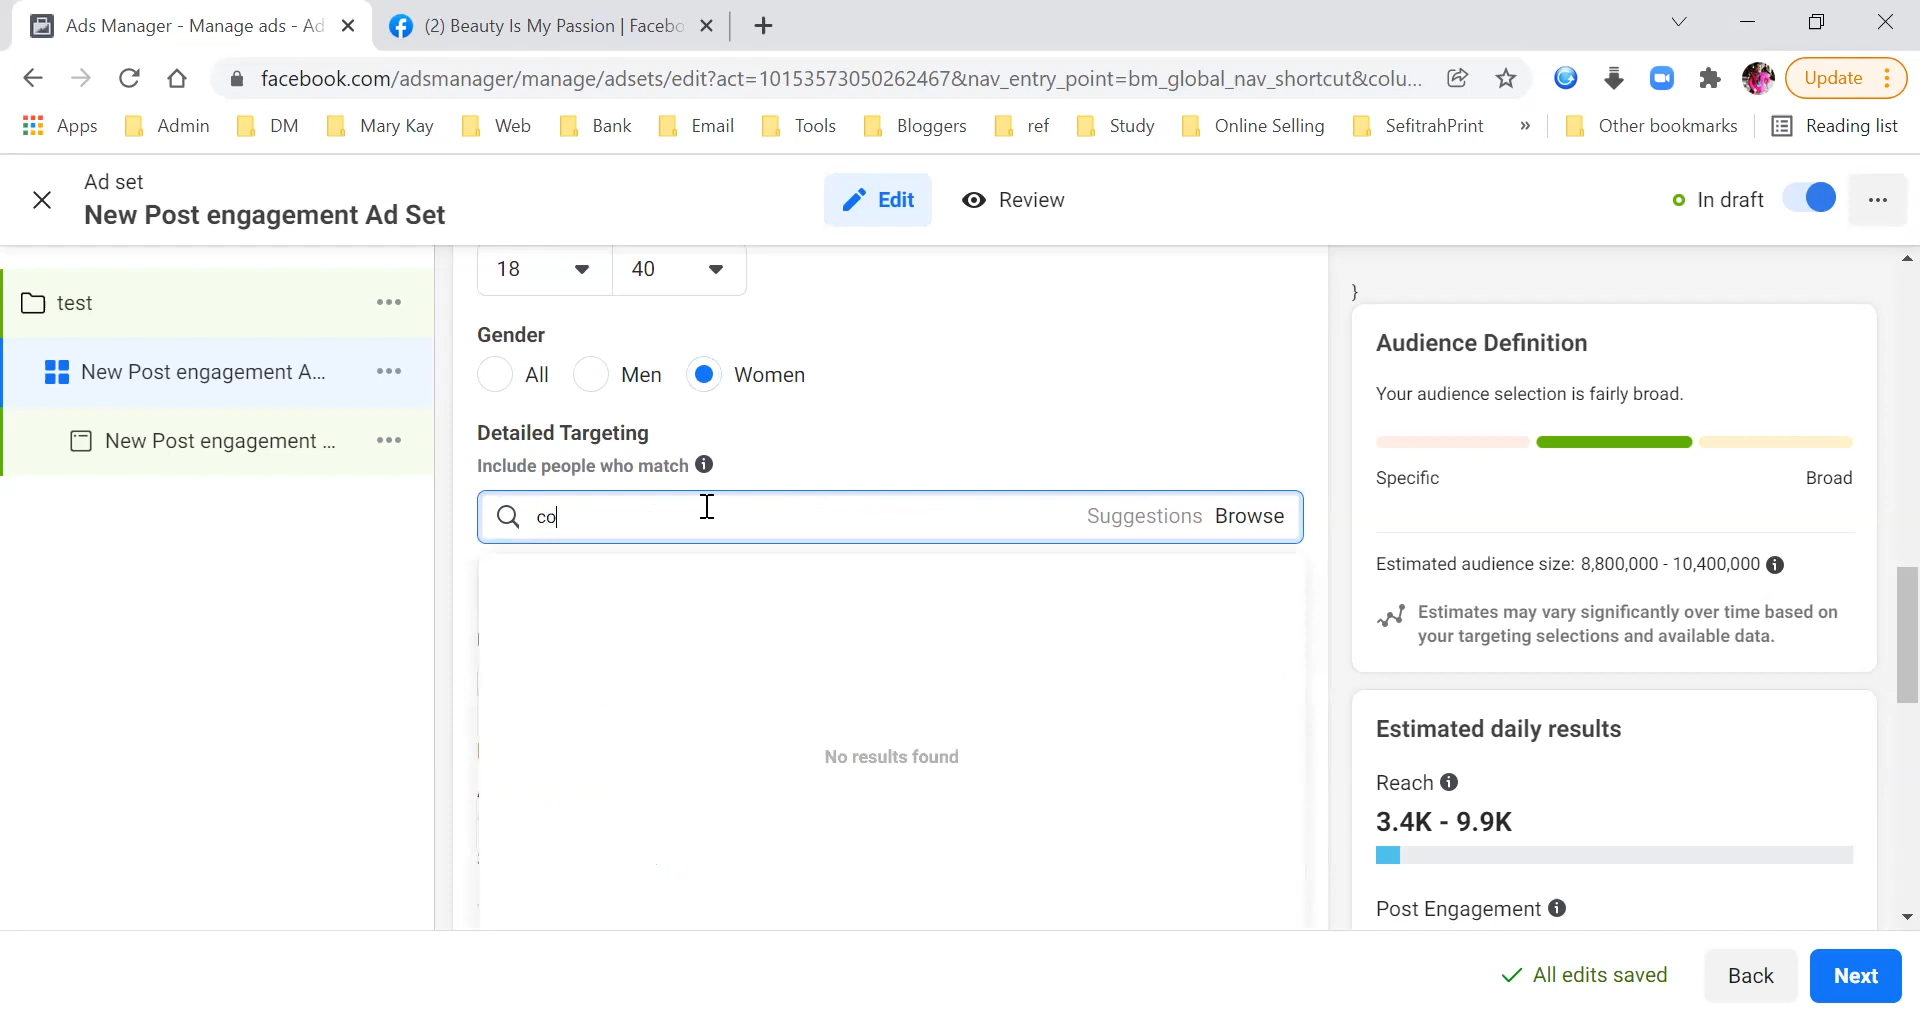 Ads Manager - Manage ads - Ad
(2) Beauty Is My Passion | Facebo
facebook.com/adsmanager/manage/adsets/edit?act=10153573050262467&nav_entry_point=bm_global_nav_shortcut&colu...
Update
Apps
Admin
DM
Mary Kay
Web
Bank
Email
Tools
Bloggers
ref
Study
Online Selling
SefitrahPrint
»
Other bookmarks
Reading list
Ad set
New Post engagement Ad Set
Edit
Review
In draft
test
New Post engagement A...
New Post engagement ...
18
40
Gender
All
Men
Women
Detailed Targeting
Include people who match
co
Suggestions
Browse
No results found
}
Audience Definition
Your audience selection is fairly broad.
Specific
Broad
Estimated audience size: 8,800,000 - 10,400,000
Estimates may vary significantly over time based on
your targeting selections and available data.
Estimated daily results
Reach
3.4K - 9.9K
Post Engagement
All edits saved
Back
Next